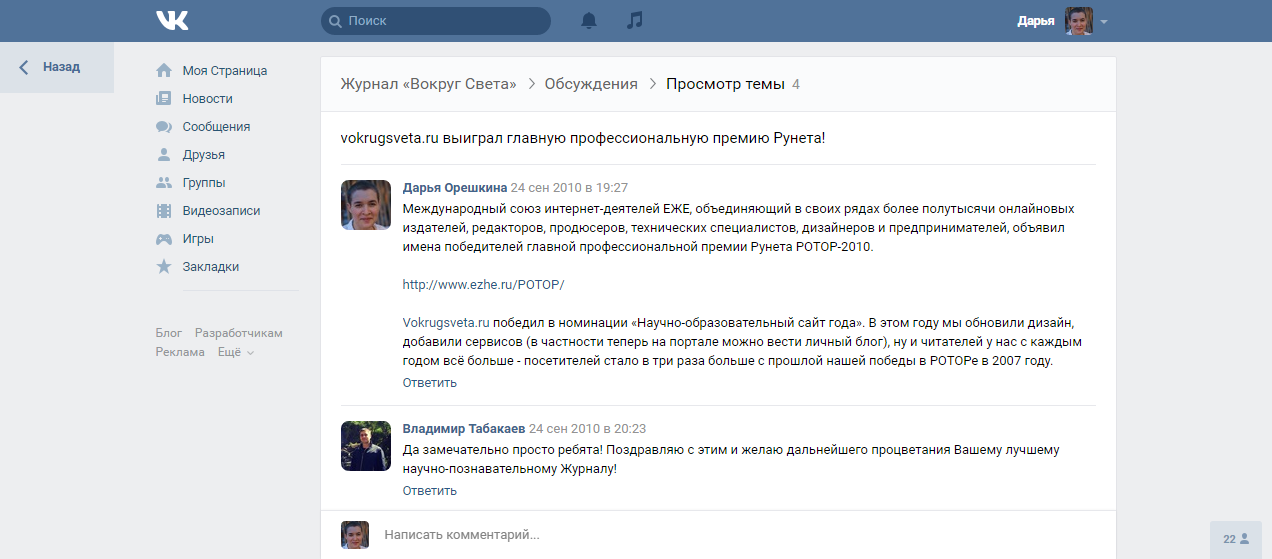 VK
Поиск
Дарья
Назад
Моя Страница
Новости
Сообщения
Друзья
Группы
Видеозаписи
Игры
Закладки
Блог Разработчикам
Реклама Ещё
Журнал «Вокруг Света» > Обсуждения > Просмотр темы 4
vokrugsveta.ru выиграл главную профессиональную премию Рунета!
Дарья Орешкина 24 сен 2010 в 19:27
Международный союз интернет-деятелей ЕЖЕ, объединяющий в своих рядах более полутысячи онлайновых
издателей, редакторов, продюсеров, технических специалистов, дизайнеров и предпринимателей, объявил
имена победителей главной профессиональной премии Рунета РОТОР-2010.
http://www.ezhe.ru/POTOP/
Vokrugsveta.ru победил в номинации «Научно-образовательный сайт года». В этом году мы обновили дизайн,
добавили сервисов (в частности теперь на портале можно вести личный блог), ну и читателей у нас с каждым
годом всё больше - посетителей стало в три раза больше с прошлой нашей победы в РОТОРе в 2007 году.
Ответить
Владимир Табакаев 24 сен 2010 в 20:23
Да замечательно просто ребята! Поздравляю с этим и желаю дальнейшего процветания Вашему лучшему
научно-познавательному Журналу!
Ответить
Написать комментарий...
22